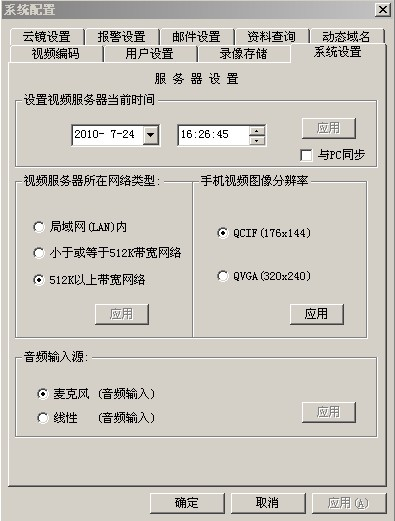 系统配置
云镜设置 报警设置 邮件设置 资料查询 动态域名
视频编码 用户设置 录像存储 系统设置
服务器设置
设置视频服务器当前时间
2010- 7-24 16:26:45 应用
与PC同步
视频服务器所在网络类型: 手机视频图像分辨率
局域网(LAN)内
QCIF(176x144)
小于或等于512K带宽网络
QVGA(320x240)
512K以上带宽网络
应用 应用
音频输入源:
麦克风 (音频输入)
线性 (音频输入)
应用
确定 取消 应用(A)